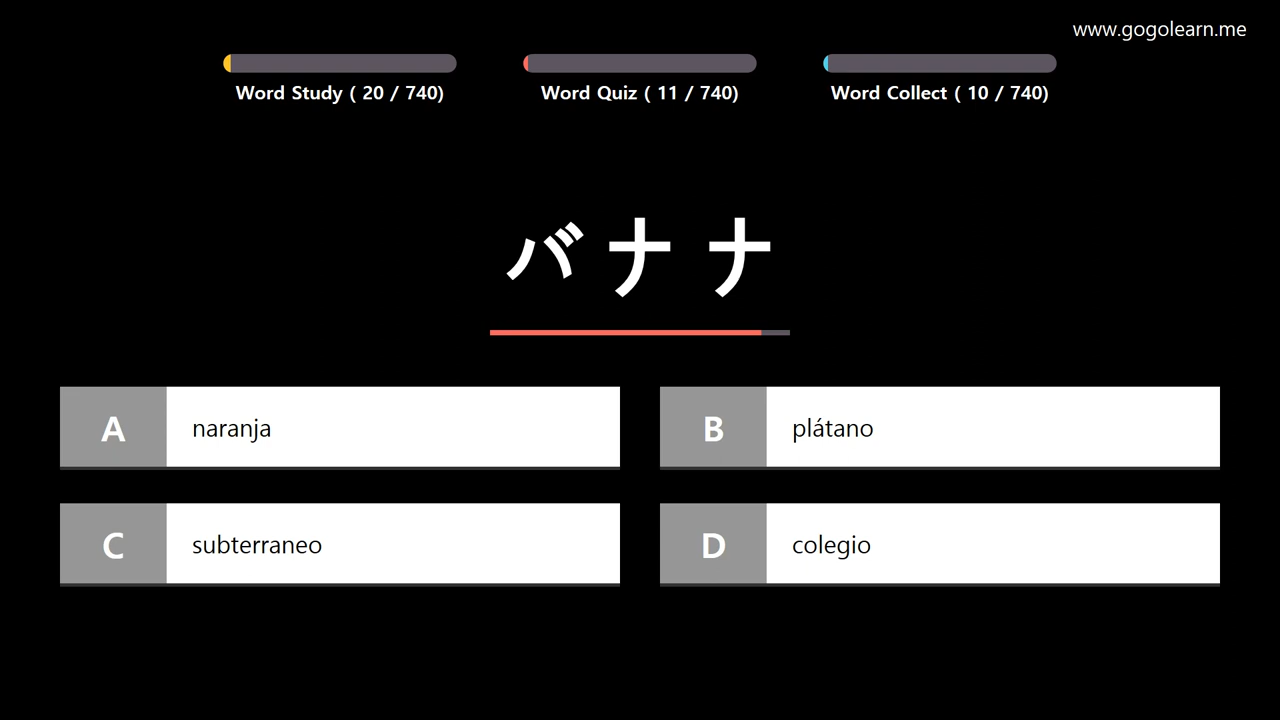 www.gogolearn.me
Word Study ( 20 / 740)
Word Quiz ( 11 / 740)
Word Collect ( 10 / 740)
バナナ
A naranja
B plátano
C subterraneo
D colegio